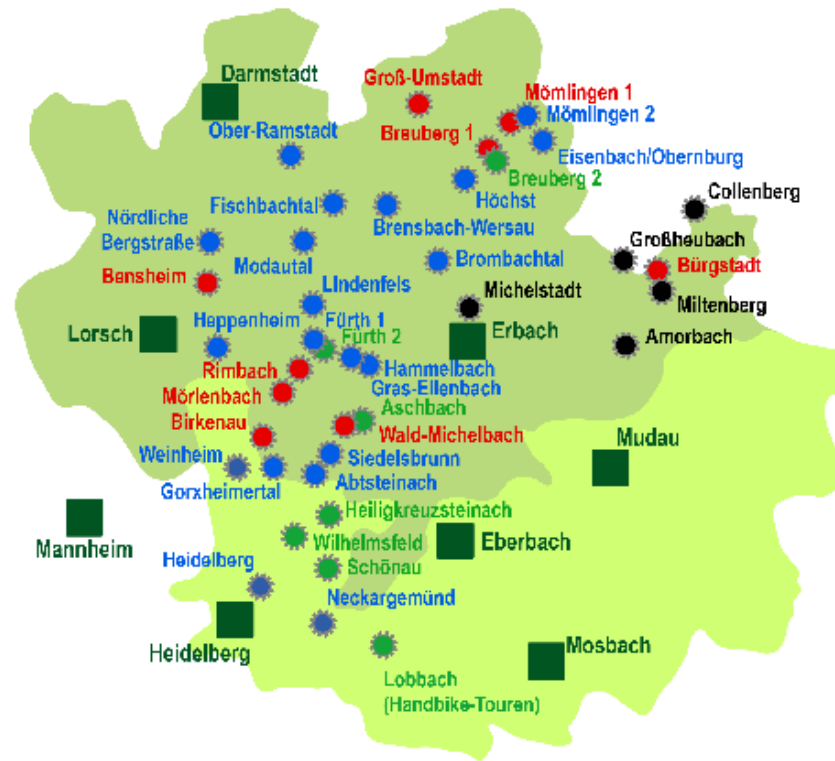 Darmstadt
Groß-Umstadt
Mömlingen 1
Mömlingen 2
Ober-Ramstadt
Breuberg 1
Eisenbach/Obernburg
Breuberg 2
Collenberg
Fischbachtal
Höchst
Nördliche
Bergstraße
Brensbach-Wersau
Großheubach
Modautal
Brombachtal
Bürgstadt
Bensheim
Lindenfels
Michelstadt
Miltenberg
Heppenheim
Fürth 1
Lorsch
Fürth 2
Erbach
Amorbach
Rimbach
Hammelbach
Gras-Ellenbach
Mörlenbach
Aschbach
Birkenau
Wald-Michelbach
Mudau
Weinheim
Siedelsbrunn
Gorxheimertal
Abtsteinach
Heiligkreuzsteinach
Mannheim
Wilhelmsfeld
Eberbach
Heidelberg
Schönau
Neckargemünd
Heidelberg
Mosbach
Lobbach
(Handbike-Touren)